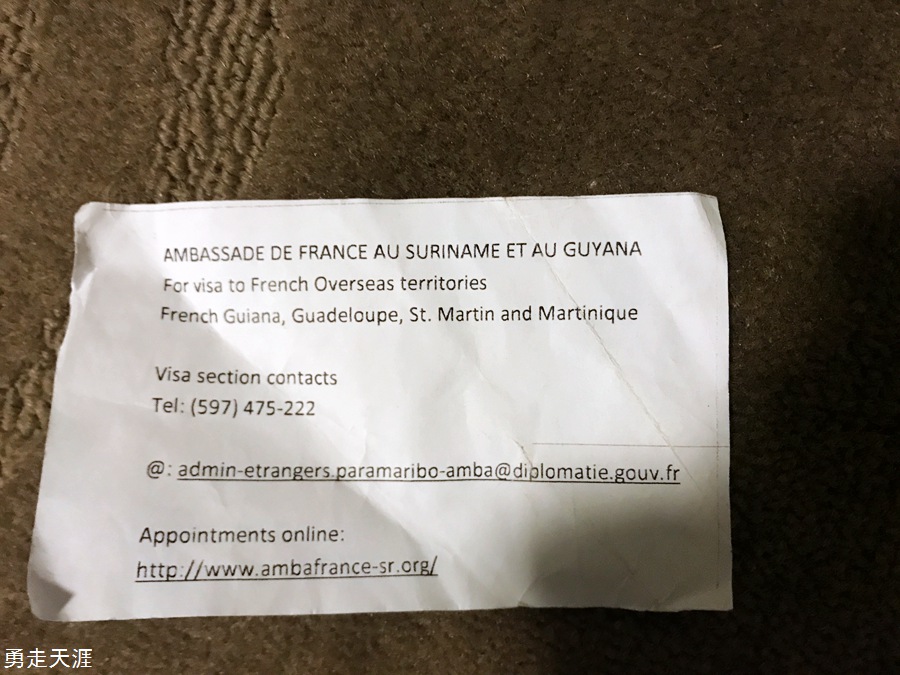 AMBASSADE DE FRANCE AU SURINAME ET AU GUYANA
For visa to French Overseas territories
French Guiana, Guadeloupe, St. Martin and Martinique
Visa section contacts
Tel: (597) 475-222
@: admin-etrangers.paramaribo-amba@diplomatie.gouv.fr
Appointments online:
http://www.ambafrance-sr.org/
勇走天涯